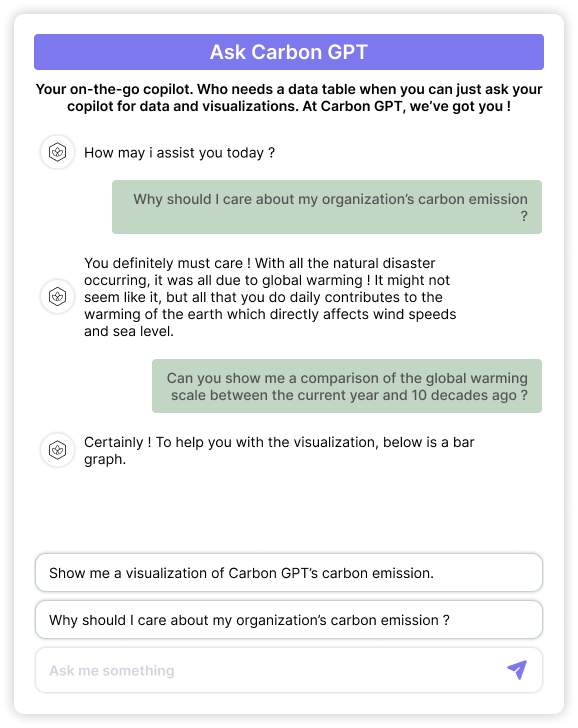 Ask Carbon GPT
Your on-the-go copilot. Who needs a data table when you can just ask your
copilot for data and visualizations. At Carbon GPT, we’ve got you !
How may i assist you today ?
Why should I care about my organization’s carbon emission
?
You definitely must care ! With all the natural disaster
occurring, it was all due to global warming ! It might not
seem like it, but all that you do daily contributes to the
warming of the earth which directly affects wind speeds
and sea level.
Can you show me a comparison of the global warming
scale between the current year and 10 decades ago ?
Certainly ! To help you with the visualization, below is a bar
graph.
Show me a visualization of Carbon GPT’s carbon emission.
Why should I care about my organization’s carbon emission ?
Ask me something